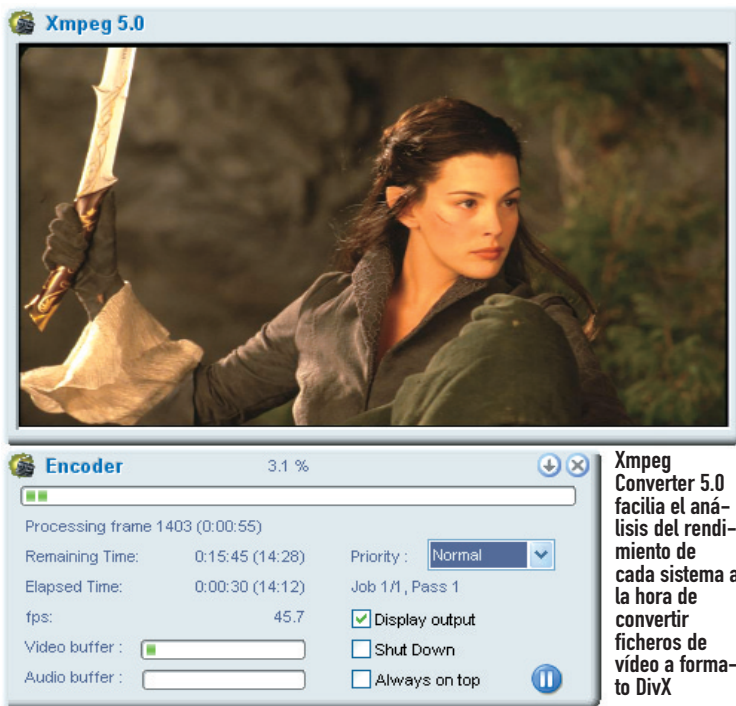 Xmpeg 5.0
Encoder 3.1 %
Processing frame 1403 (0:00:55)
Remaining Time: 0:15:45 (14:28) Priority : Normal
Elapsed Time: 0:00:30 (14:12) Job 1/1, Pass 1
fps: 45.7 Display output
Video buffer : Shut Down
Audio buffer : Always on top
Xmpeg
Converter 5.0
facilia el aná-
lisis del rendi-
miento de
cada sistema a
la hora de
convertir
ficheros de
vídeo a forma-
to DivX